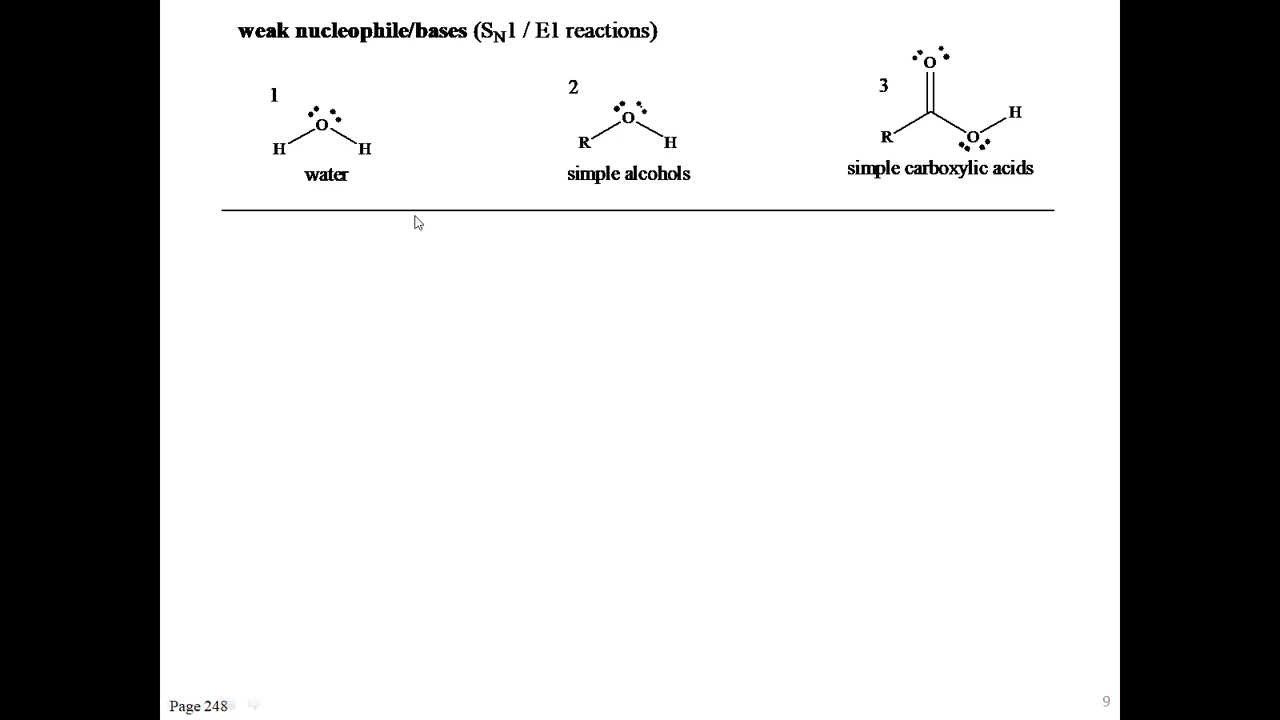 weak nucleophile/bases (SN1 / E1 reactions)
1
H O H
water
2
R O H
simple alcohols
3
O
R O H
simple carboxylic acids
Page 248
9